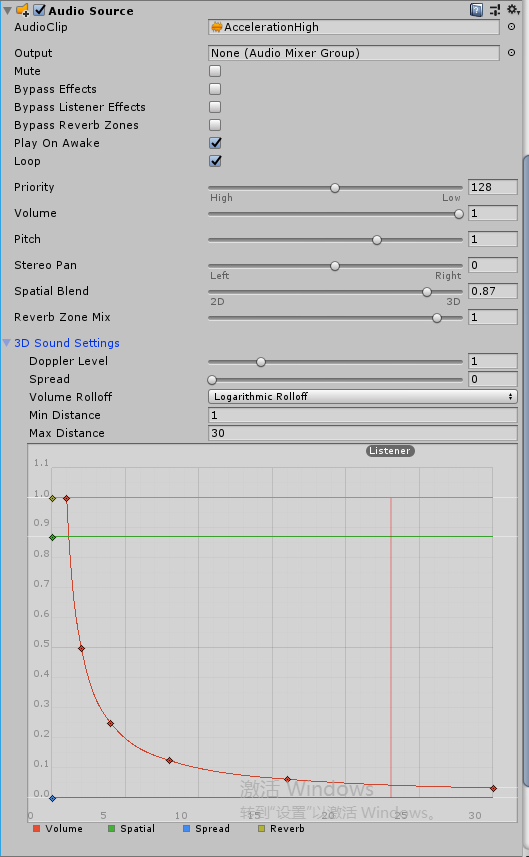 Audio Source
AudioClip AccelerationHigh
Output None (Audio Mixer Group)
Mute
Bypass Effects
Bypass Listener Effects
Bypass Reverb Zones
Play On Awake
Loop
Priority 128
High Low
Volume 1
Pitch 1
Stereo Pan 0
Left Right
Spatial Blend 0.87
2D 3D
Reverb Zone Mix 1
3D Sound Settings
Doppler Level 1
Spread 0
Volume Rolloff Logarithmic Rolloff
Min Distance 1
Max Distance 30
Listener
1.1
1.0
0.9
0.8
0.7
0.6
0.5
0.4
0.3
0.2
0.1
0.0
激活 Windows
转到“设置”以激活 Windows。
0 5 10 15 20 25 30
Volume Spatial Spread Reverb